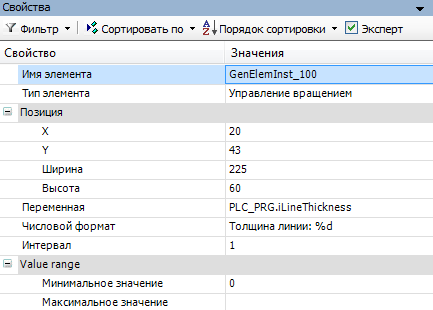 Свойства
Фильтр Сортировать по Порядок сортировки Эксперт
Свойство Значения
Имя элемента GenElemInst_100
Тип элемента Управление вращением
Позиция
X 20
Y 43
Ширина 225
Высота 60
Переменная PLC_PRG.iLineThickness
Числовой формат Толщина линии: %d
Интервал 1
Value range
Минимальное значение 0
Максимальное значение